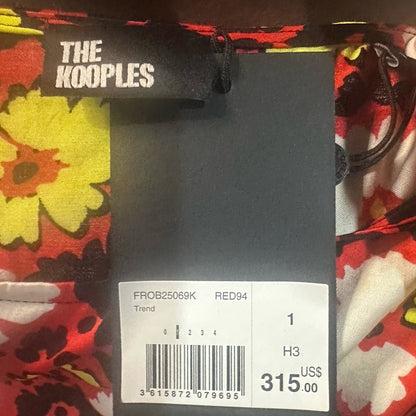 THE
KOOPLES
FROB25069K RED94
Trend
0 1 2 3 4
1
H3
315.00 US$
3 615872 079695